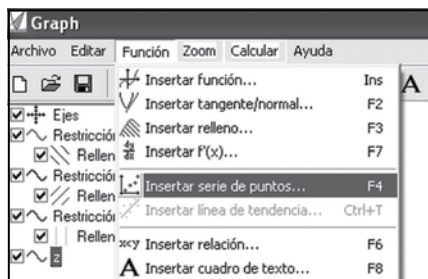 Graph
Archivo Editar Función Zoom Calcular Ayuda
A
Ejes
Restricción
Rellen
Restricción
Rellen
Restricción
Rellen
z
Insertar función... Ins
Insertar tangente/normal... F2
Insertar relleno... F3
Insertar f'(x)... F7
Insertar serie de puntos... F4
Insertar línea de tendencia... Ctrl+T
x<y Insertar relación... F6
A Insertar cuadro de texto... F8